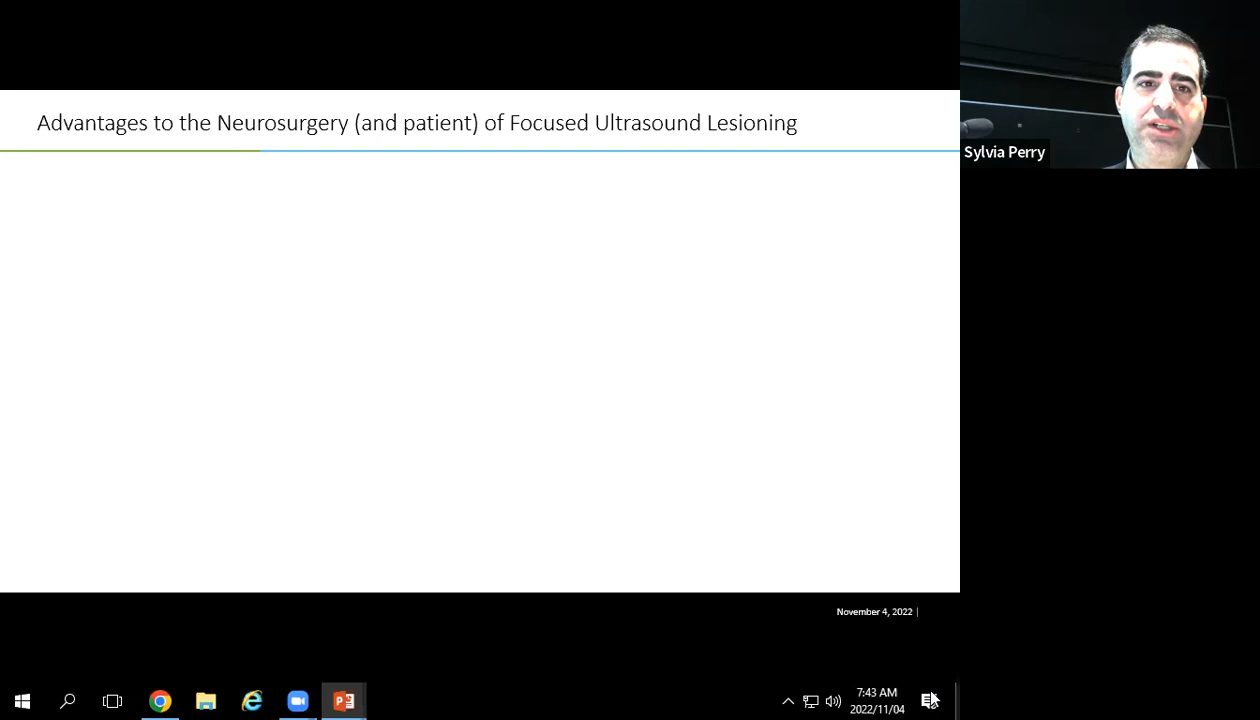 Advantages to the Neurosurgery (and patient) of Focused Ultrasound Lesioning
Sylvia Perry
November 4, 2022 |
7:43 AM
2022/11/04